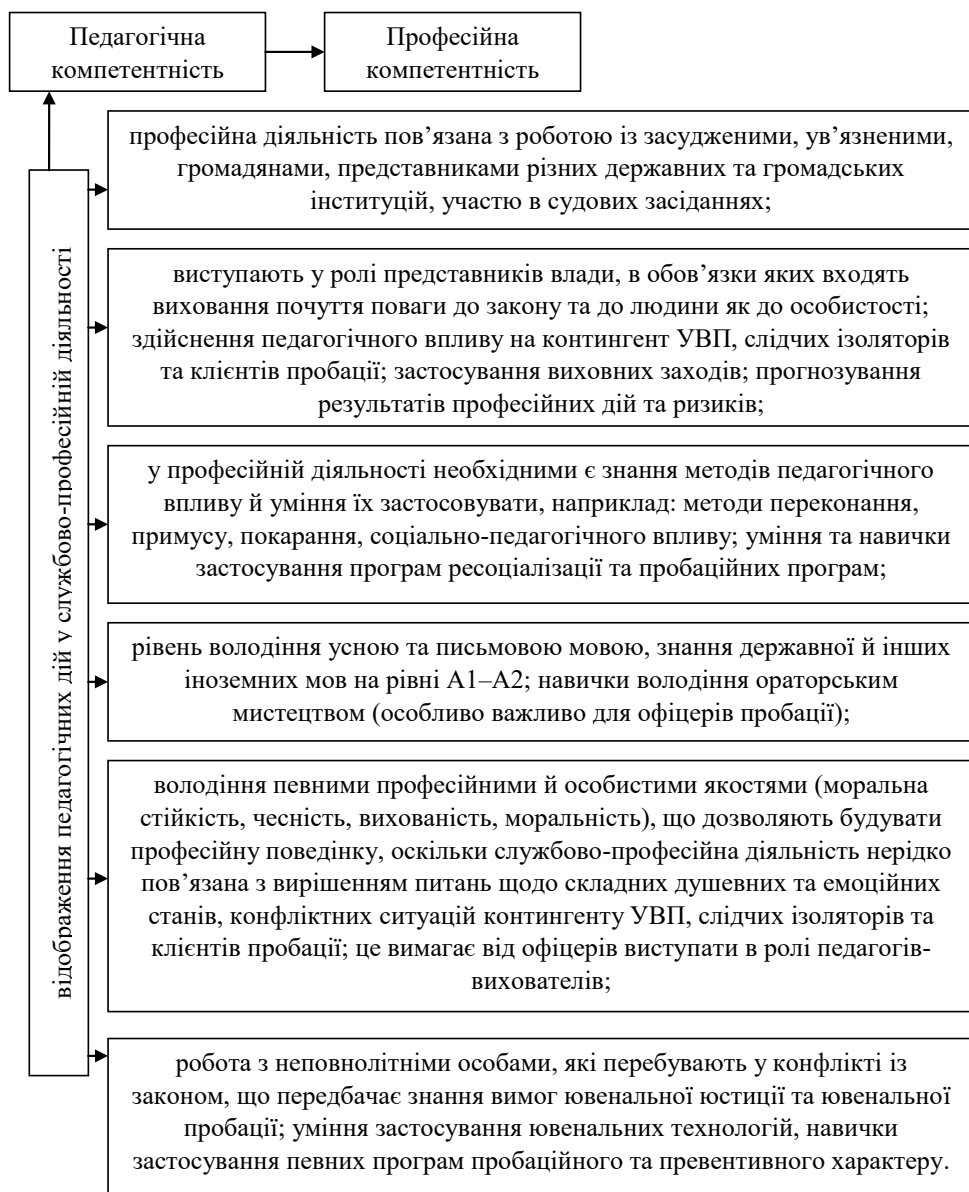 Педагогічна
компетентність
Професійна
компетентність
відображення педагогічних дій у службово-професійній діяльності
професійна діяльність пов’язана з роботою із засудженими, ув’язненими,
громадянами, представниками різних державних та громадських
інституцій, участю в судових засіданнях;
виступають у ролі представників влади, в обов’язки яких входять
виховання почуття поваги до закону та до людини як до особистості;
здійснення педагогічного впливу на контингент УВП, слідчих ізоляторів
та клієнтів пробації; застосування виховних заходів; прогнозування
результатів професійних дій та ризиків;
у професійній діяльності необхідними є знання методів педагогічного
впливу й уміння їх застосовувати, наприклад: методи переконання,
примусу, покарання, соціально-педагогічного впливу; уміння та навички
застосування програм ресоціалізації та пробаційних програм;
рівень володіння усною та письмовою мовою, знання державної й інших
іноземних мов на рівні А1–А2; навички володіння ораторським
мистецтвом (особливо важливо для офіцерів пробації);
володіння певними професійними й особистими якостями (моральна
стійкість, чесність, вихованість, моральність), що дозволяють будувати
професійну поведінку, оскільки службово-професійна діяльність нерідко
пов’язана з вирішенням питань щодо складних душевних та емоційних
станів, конфліктних ситуацій контингенту УВП, слідчих ізоляторів та
клієнтів пробації; це вимагає від офіцерів виступати в ролі педагогів-
вихователів;
робота з неповнолітніми особами, які перебувають у конфлікті із
законом, що передбачає знання вимог ювенальної юстиції та ювенальної
пробації; уміння застосування ювенальних технологій, навички
застосування певних програм пробаційного та превентивного характеру.